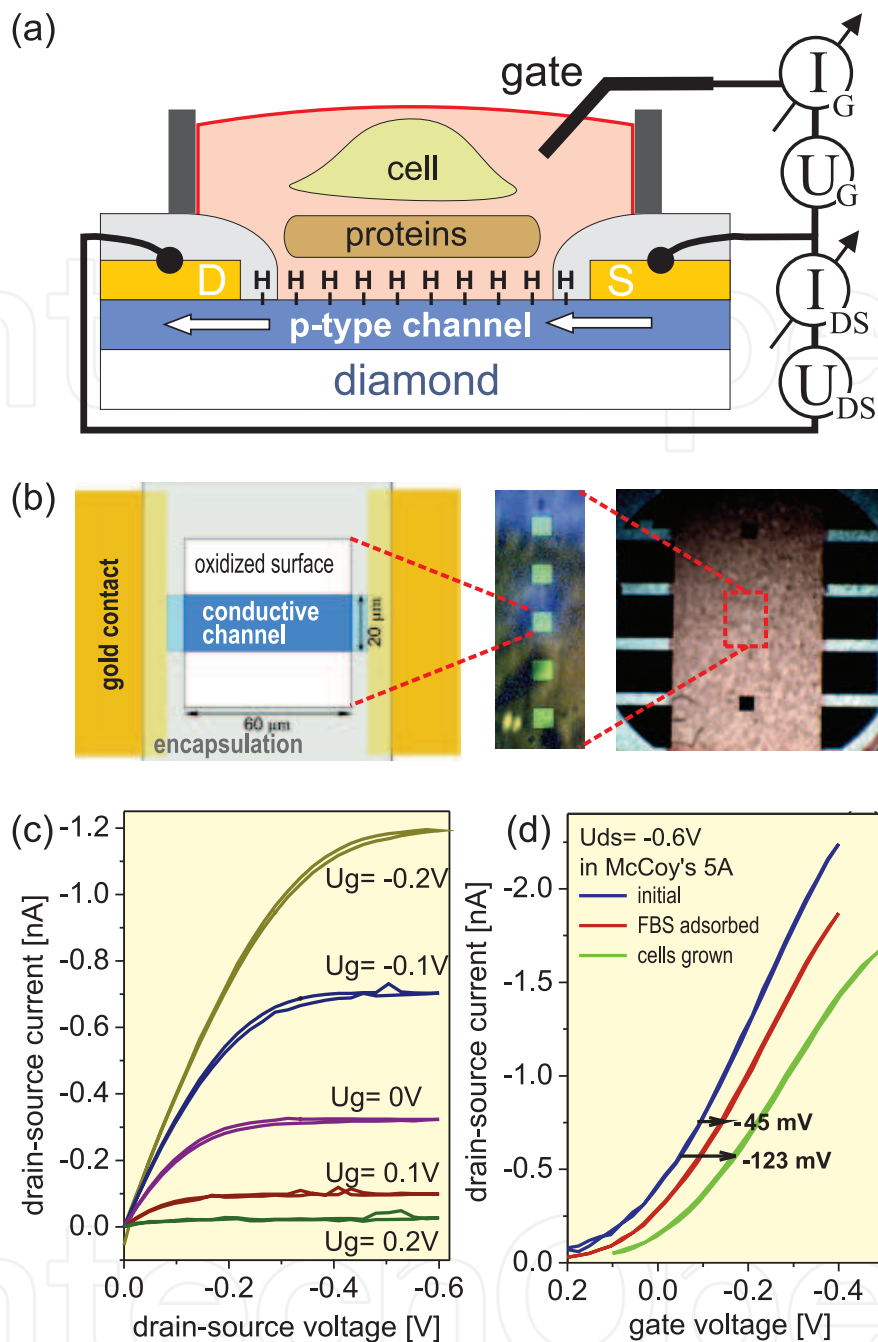 (a)
gate
I G
U G
cell
proteins
H H H H H H H H H H
D
S
I DS
p-type channel
diamond
U DS
(b)
gold contact
oxidized surface
conductive
channel
20 µm
60 µm
encapsulation
(c)
-1.2
-1.0
-0.8
-0.6
-0.4
-0.2
0.0
drain-source current [nA]
Ug= -0.2V
Ug= -0.1V
Ug= 0V
Ug= 0.1V
Ug= 0.2V
0.0 -0.2 -0.4 -0.6
drain-source voltage [V]
(d)
Uds= -0.6V
in McCoy's 5A
initial
FBS adsorbed
cells grown
-2.0
-1.5
-1.0
-0.5
0.0
drain-source current [nA]
-45 mV
-123 mV
0.2 0.0 -0.2 -0.4
gate voltage [V]